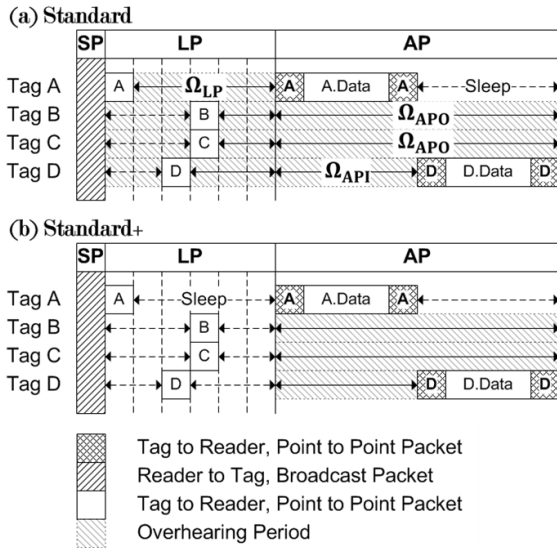 (a) Standard
SP LP AP
Tag A A Ω_LP A A.Data A Sleep
Tag B B Ω_APO
Tag C C Ω_APO
Tag D D Ω_API D D.Data D
(b) Standard+
SP LP AP
Tag A A Sleep A A.Data A
Tag B B
Tag C C
Tag D D D D.Data D
Tag to Reader, Point to Point Packet
Reader to Tag, Broadcast Packet
Tag to Reader, Point to Point Packet
Overhearing Period